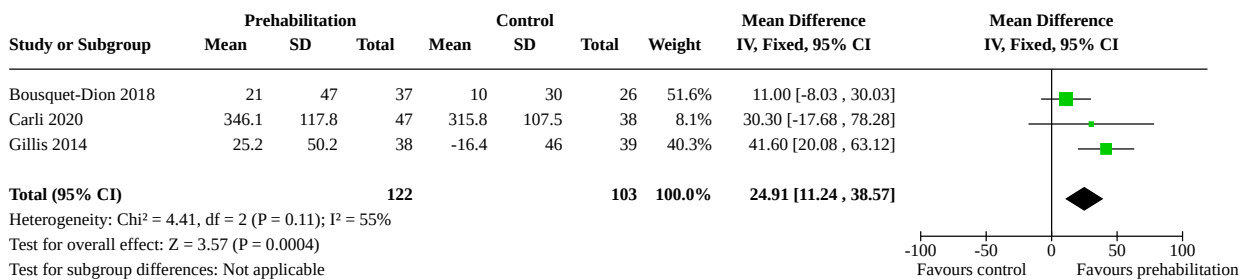 Prehabilitation Control Mean Difference Mean Difference
Study or Subgroup Mean SD Total Mean SD Total Weight IV, Fixed, 95% CI IV, Fixed, 95% CI
Bousquet-Dion 2018 21 47 37 10 30 26 51.6% 11.00 [-8.03 , 30.03]
Carli 2020 346.1 117.8 47 315.8 107.5 38 8.1% 30.30 [-17.68 , 78.28]
Gillis 2014 25.2 50.2 38 -16.4 46 39 40.3% 41.60 [20.08 , 63.12]
Total (95% CI) 122 103 100.0% 24.91 [11.24 , 38.57]
Heterogeneity: Chi² = 4.41, df = 2 (P = 0.11); I² = 55%
Test for overall effect: Z = 3.57 (P = 0.0004)
-100 -50 0 50 100
Test for subgroup differences: Not applicable
Favours control Favours prehabilitation